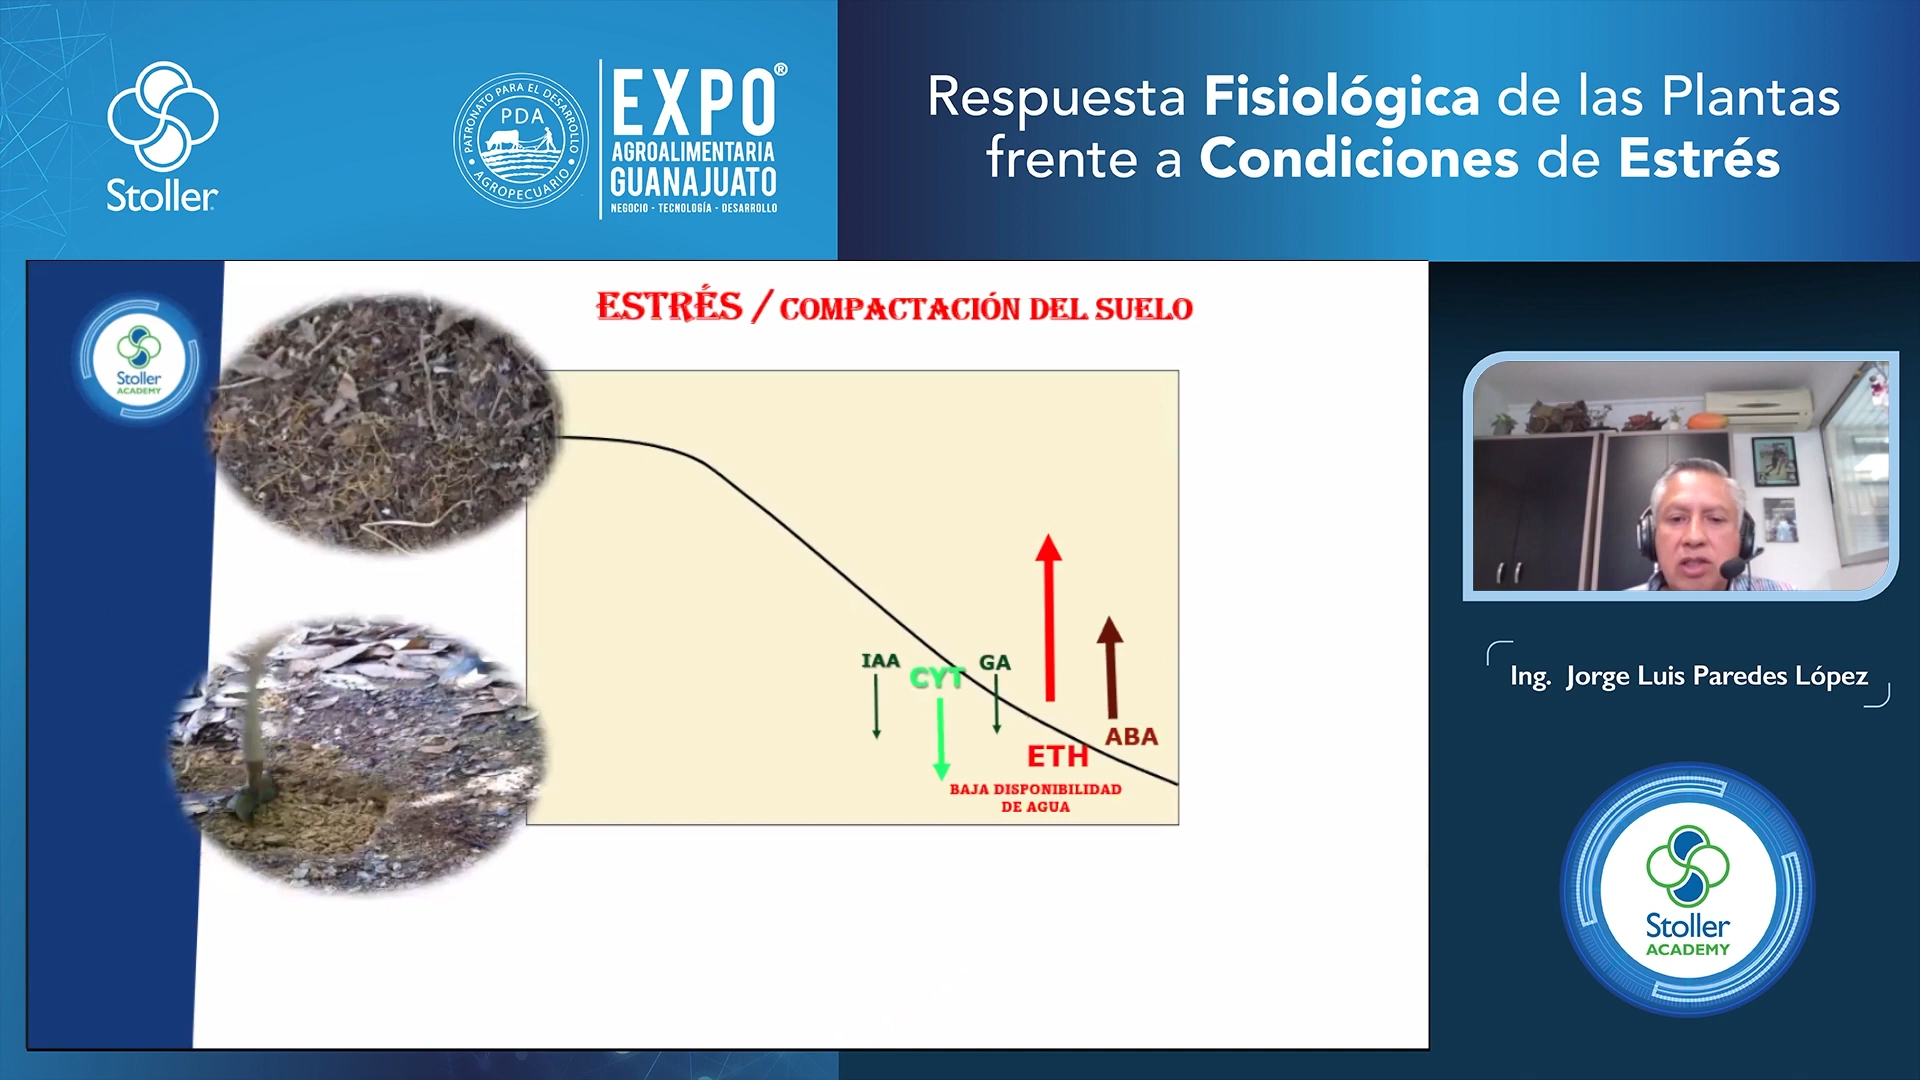 Stoller
PATRONATO PARA EL DESARROLLO
PDA
AGROPECUARIO
EXPO®
AGROALIMENTARIA
GUANAJUATO
NEGOCIO - TECNOLOGÍA - DESARROLLO
Respuesta Fisiológica de las Plantas
frente a Condiciones de Estrés
Stoller
ACADEMY
ESTRÉS / COMPACTACIÓN DEL SUELO
IAA
CYT
GA
ETH
ABA
BAJA DISPONIBILIDAD
DE AGUA
Ing. Jorge Luis Paredes López
Stoller
ACADEMY